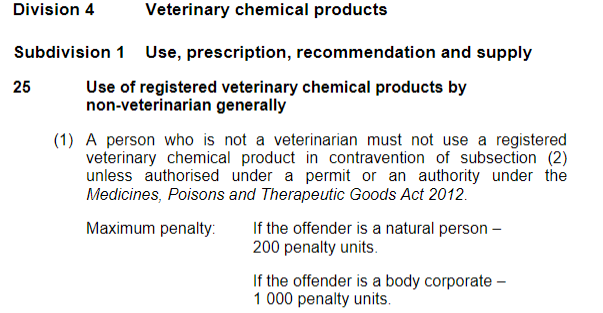 Division 4 Veterinary chemical products
Subdivision 1 Use, prescription, recommendation and supply
25 Use of registered veterinary chemical products by
non-veterinarian generally
(1) A person who is not a veterinarian must not use a registered
veterinary chemical product in contravention of subsection (2)
unless authorised under a permit or an authority under the
Medicines, Poisons and Therapeutic Goods Act 2012.
Maximum penalty: If the offender is a natural person –
200 penalty units.
If the offender is a body corporate –
1 000 penalty units.